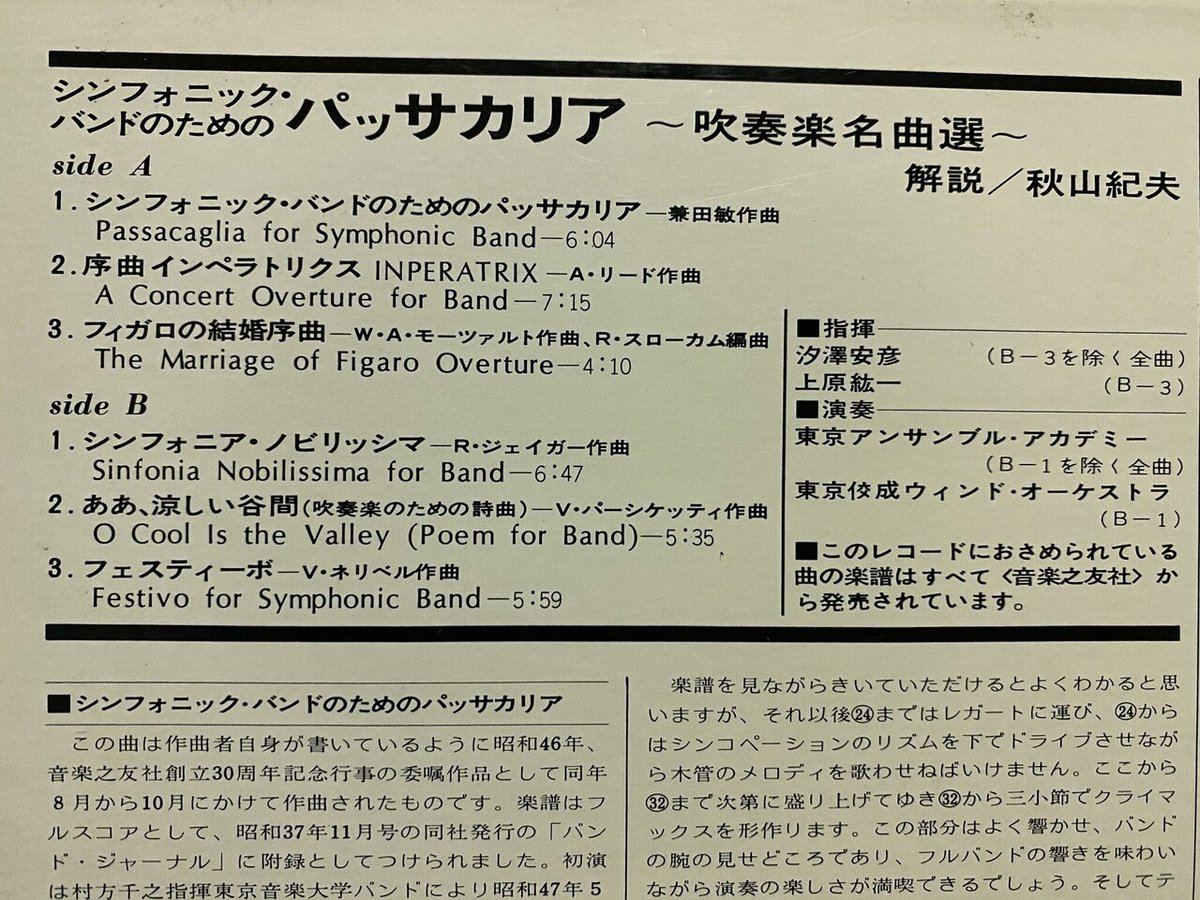 シンフォニック・
バンドのための パッサカリア ～吹奏楽名曲選～
解説／秋山紀夫
side A
1. シンフォニック・バンドのためのパッサカリア—兼田敏作曲
Passacaglia for Symphonic Band—6:04
2. 序曲インペラトリクス INPERATRIX—A・リード作曲
A Concert Overture for Band—7:15
3. フィガロの結婚序曲—W・A・モーツァルト作曲、R・スローカム編曲
The Marriage of Figaro Overture—4:10
side B
1. シンフォニア・ノビリッシマ—R・ジェイガー作曲
Sinfonia Nobilissima for Band—6:47
2. ああ、涼しい谷間(吹奏楽のための詩曲)—V・パーシケッティ作曲
O Cool Is the Valley (Poem for Band)—5:35
3. フェスティーボ—V・ネリベル作曲
Festivo for Symphonic Band—5:59
■指揮
汐澤安彦 (B－3を除く全曲)
上原紘一 (B－3)
■演奏
東京アンサンブル・アカデミー
(B－1を除く全曲)
東京佼成ウィンド・オーケストラ
(B－1)
■このレコードにおさめられている
曲の楽譜はすべて〈音楽之友社〉か
ら発売されています。
■シンフォニック・バンドのためのパッサカリア
この曲は作曲者自身が書いているように昭和46年、
音楽之友社創立30周年記念行事の委嘱作品として同年
8月から10月にかけて作曲されたものです。楽譜はフ
ルスコアとして、昭和37年11月号の同社発行の「バン
ド・ジャーナル」に附録としてつけられました。初演
は村方千之指揮東京音楽大学バンドにより昭和47年5
楽譜を見ながらきいていただけるとよくわかると思
いますが、それ以後㉔まではレガートに運び、㉔から
はシンコペーションのリズムを下でドライブさせなが
ら木管のメロディを歌わせねばいけません。ここから
㉜まで次第に盛り上げてゆき㉜から三小節でクライマ
ックスを形作ります。この部分はよく響かせ、バンド
の腕の見せどころであり、フルバンドの響きを味わい
ながら演奏の楽しさが満喫できるでしょう。そしてテ